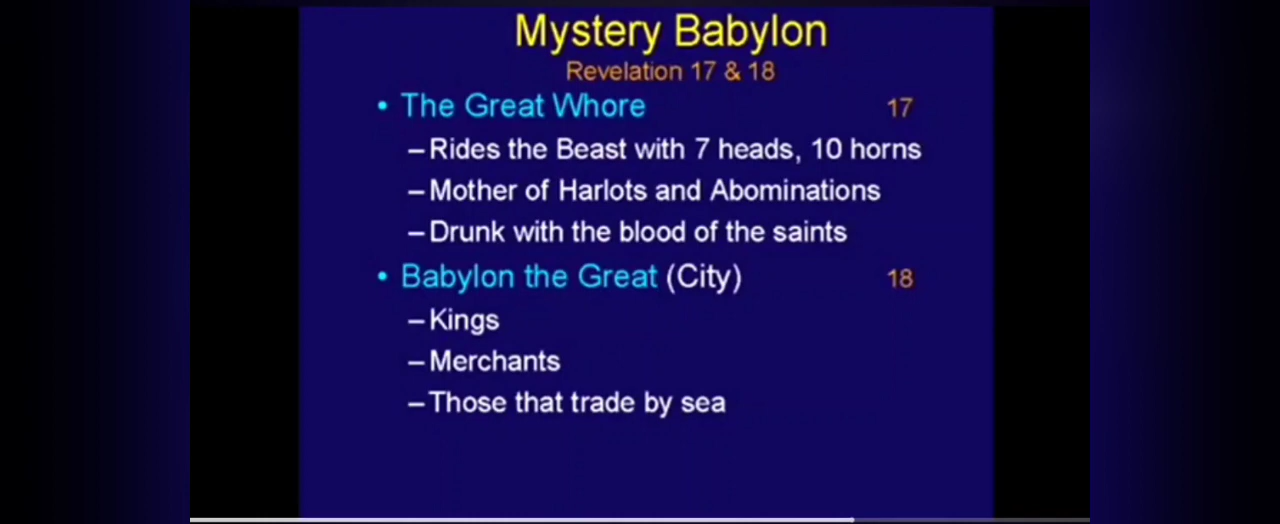 Mystery Babylon
Revelation 17 & 18
• The Great Whore 17
– Rides the Beast with 7 heads, 10 horns
– Mother of Harlots and Abominations
– Drunk with the blood of the saints
• Babylon the Great (City) 18
– Kings
– Merchants
– Those that trade by sea